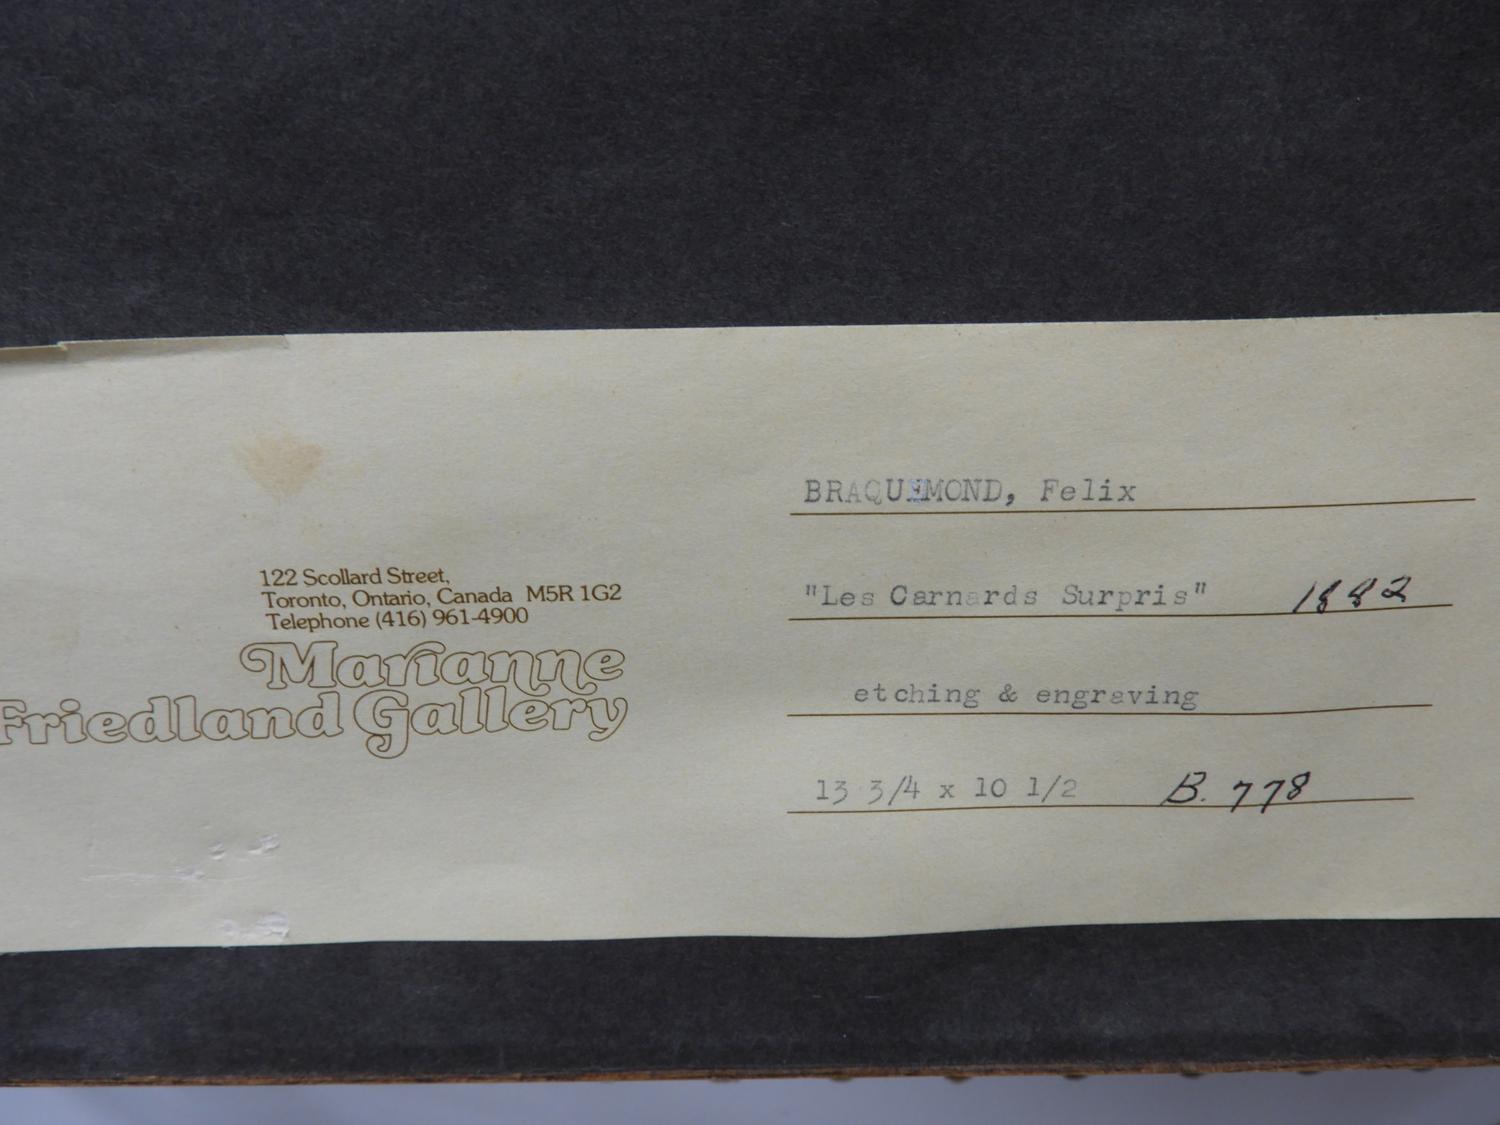 122 Scollard Street,
Toronto, Ontario, Canada M5R 1G2
Telephone (416) 961-4900
Marianne
Friedland Gallery
BRAQUEMOND, Felix
"Les Carnards Surpris" 1882
etching & engraving
13 3/4 x 10 1/2 B. 778